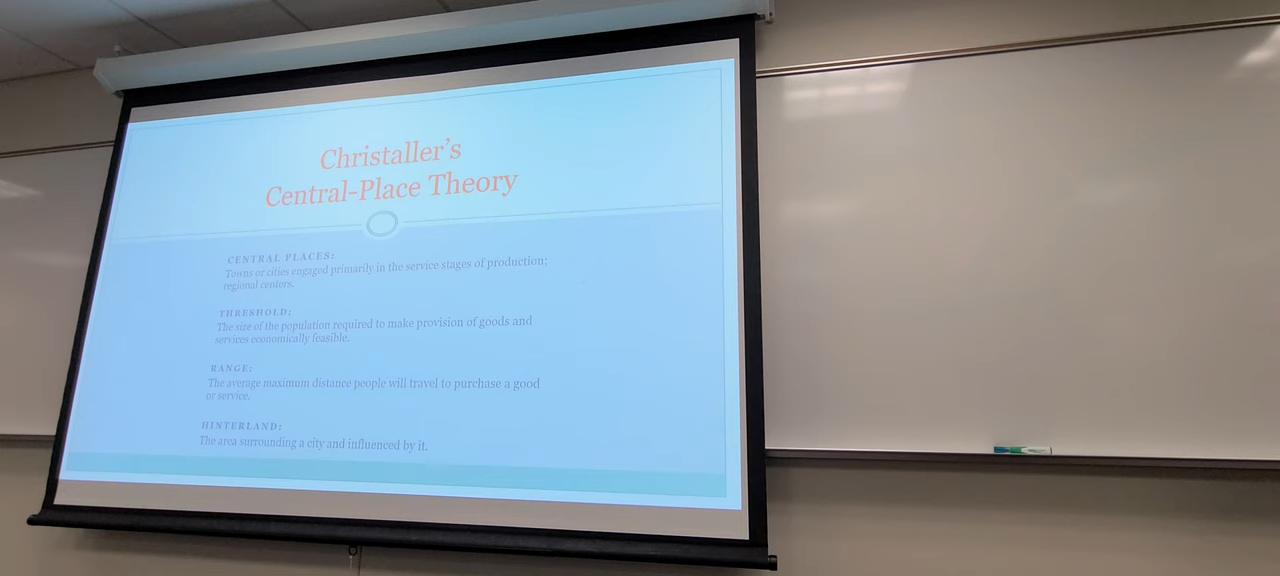 Christaller's
Central-Place Theory
CENTRAL PLACES:
Towns or cities engaged primarily in the service stages of production;
regional centers.
THRESHOLD:
The size of the population required to make provision of goods and
services economically feasible.
RANGE:
The average maximum distance people will travel to purchase a good
or service.
HINTERLAND:
The area surrounding a city and influenced by it.